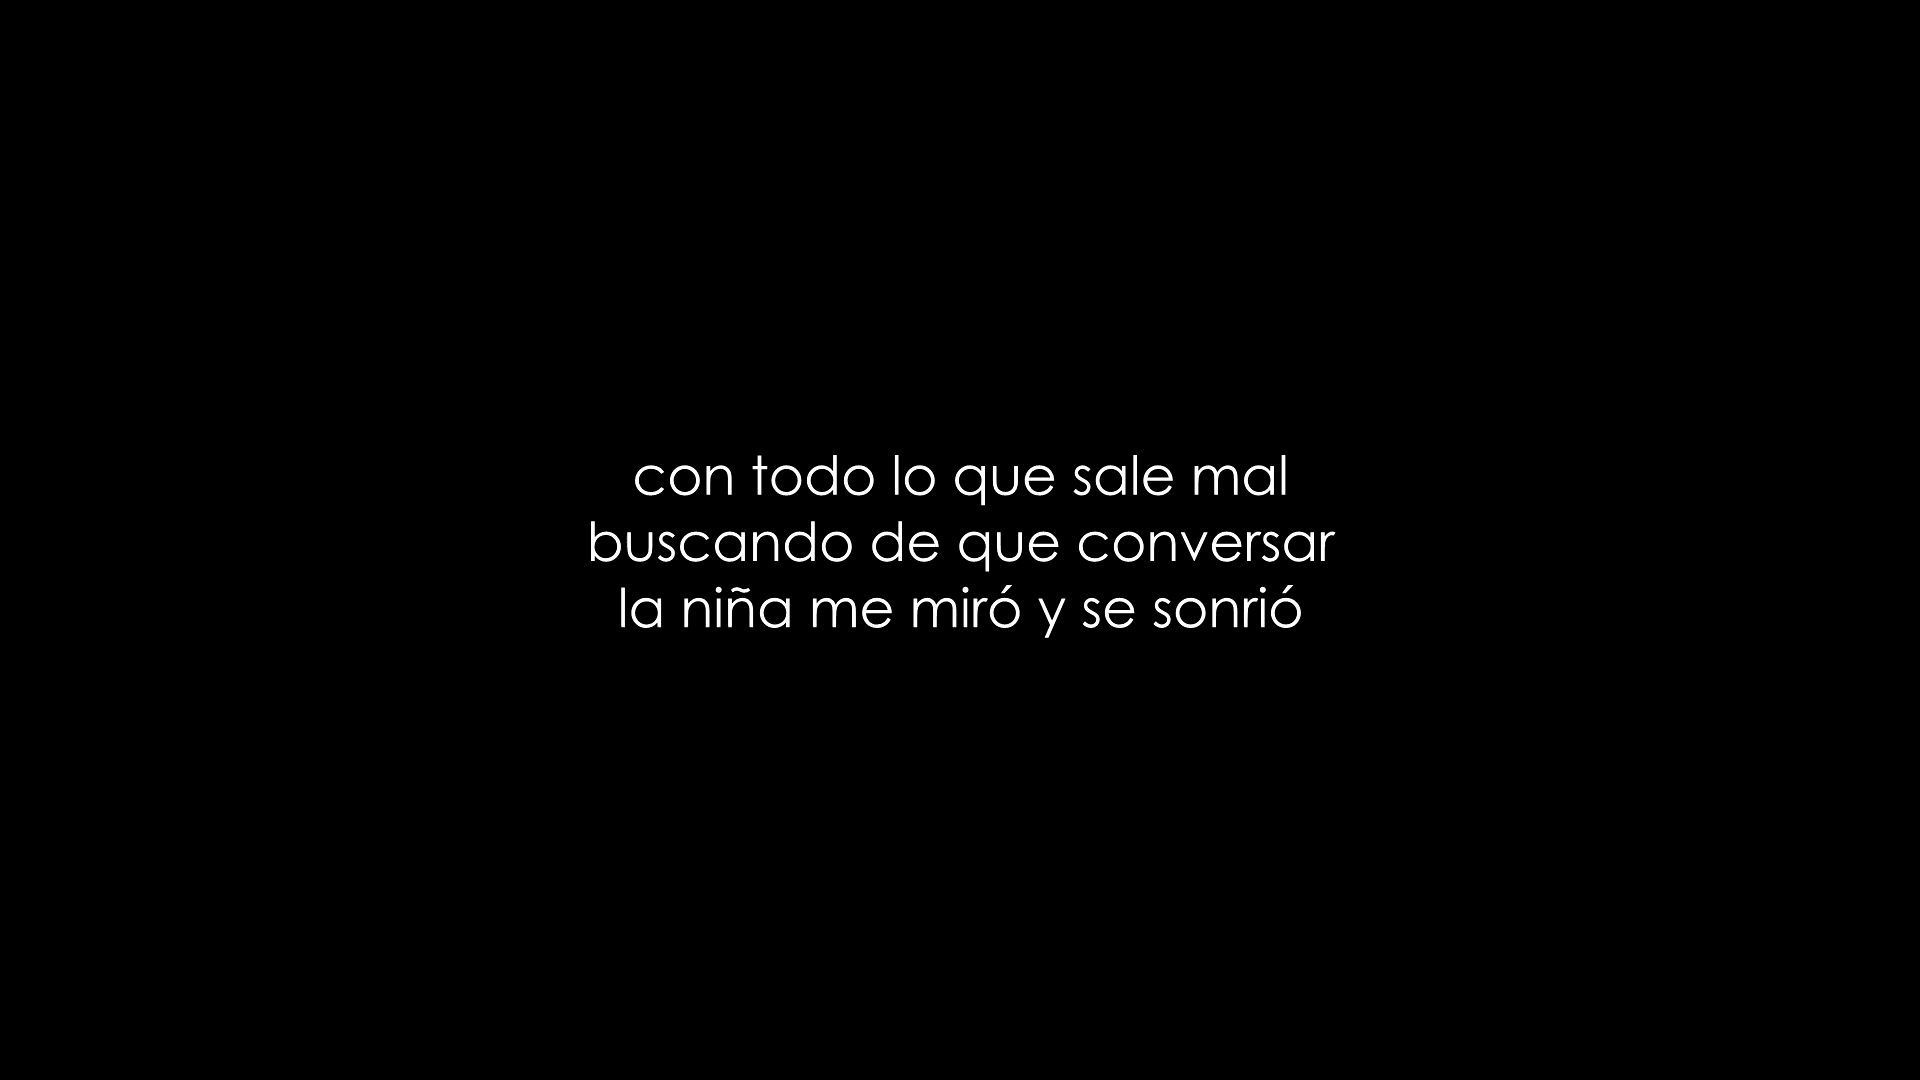 con todo lo que sale mal
buscando de que conversar
la niña me miró y se sonrió